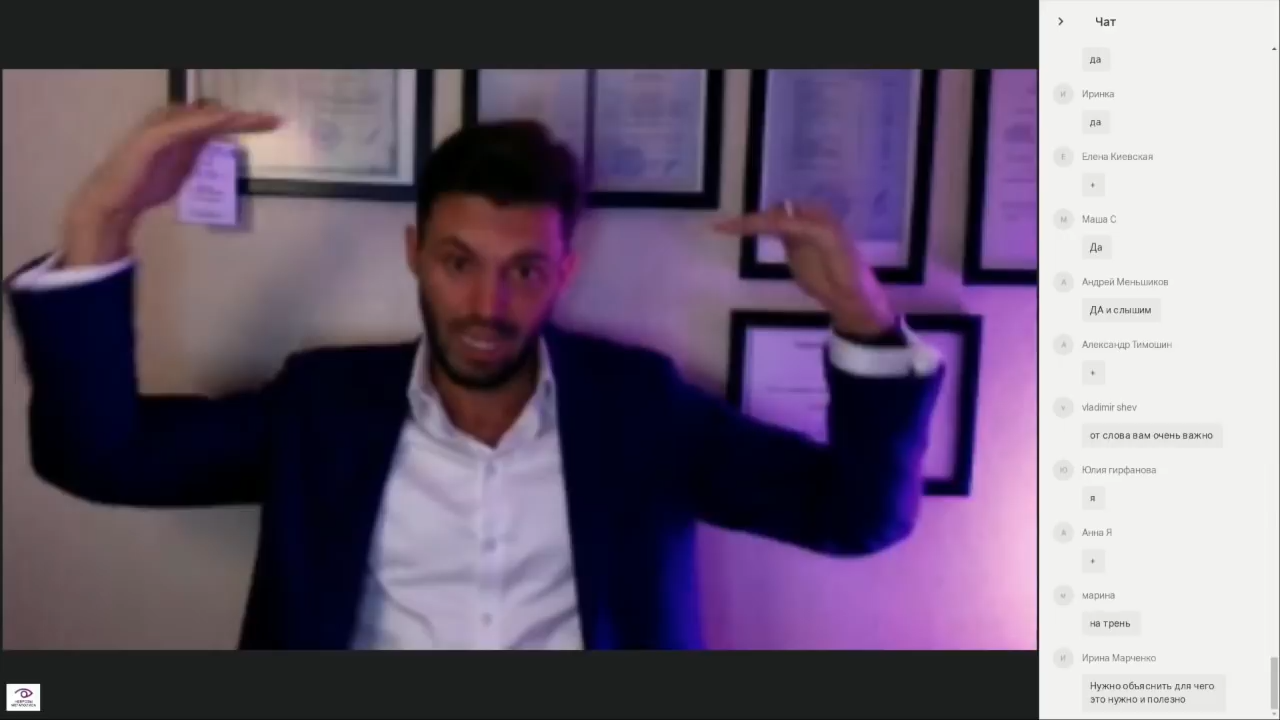 Чат
да
Иринка
да
Елена Киевская
+
Маша С
Да
Андрей Меньшиков
ДА и слышим
Александр Тимошин
+
vladimir shev
от слова вам очень важно
Юлия гирфанова
я
Анна Я
+
марина
на трень
Ирина Марченко
Нужно объяснить для чего
это нужно и полезно